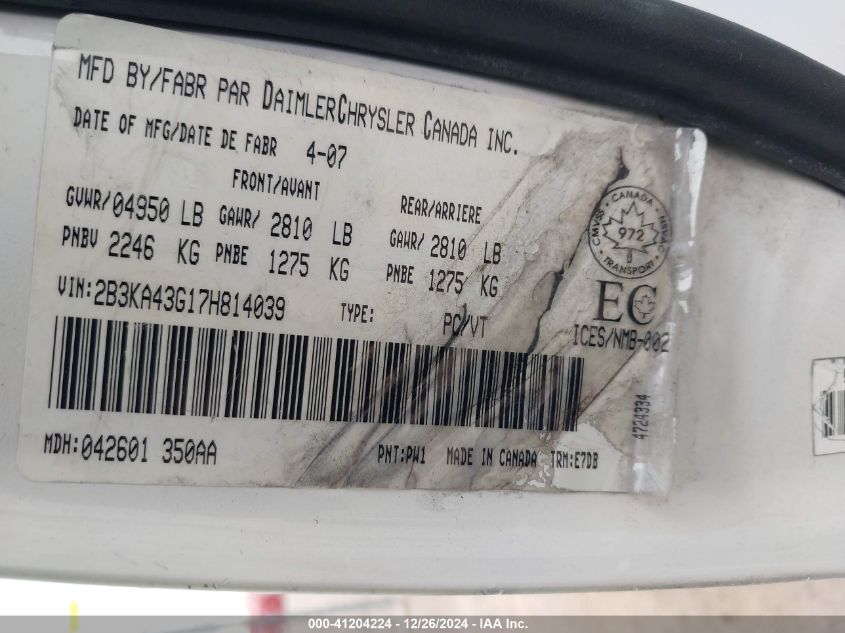 MFD BY/FABR PAR DAIMLERCHRYSLER CANADA INC.
DATE OF MFG/DATE DE FABR 4-07
FRONT/AVANT REAR/ARRIERE
GVWR/04950 LB GAWR/ 2810 LB GAWR/ 2810 LB
PNBV 2246 KG PNBE 1275 KG PNBE 1275 KG
VIN:2B3KA43G17H814039 TYPE: PC/VT
CANADA
CMVSS NSVAC
972
TRANSPORT
EC
ICES/NMB-002
4724334
MDH:042601 350AA PNT:PW1 MADE IN CANADA TRM:E7DB
000-41204224 - 12/26/2024 - IAA Inc.